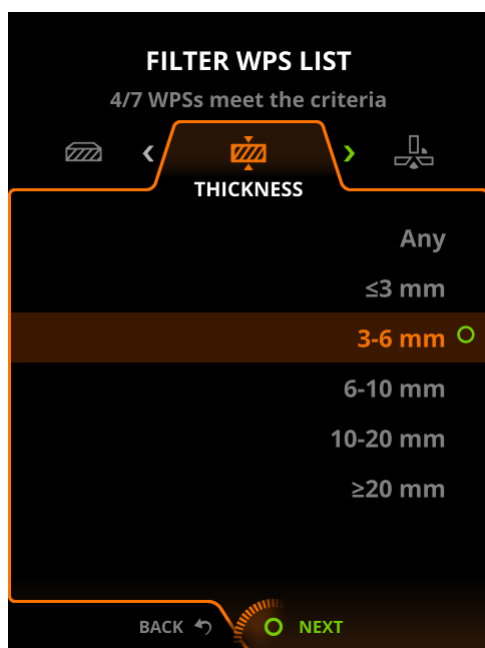 FILTER WPS LIST
4/7 WPSs meet the criteria
THICKNESS
Any
≤3 mm
3-6 mm
6-10 mm
10-20 mm
≥20 mm
BACK NEXT